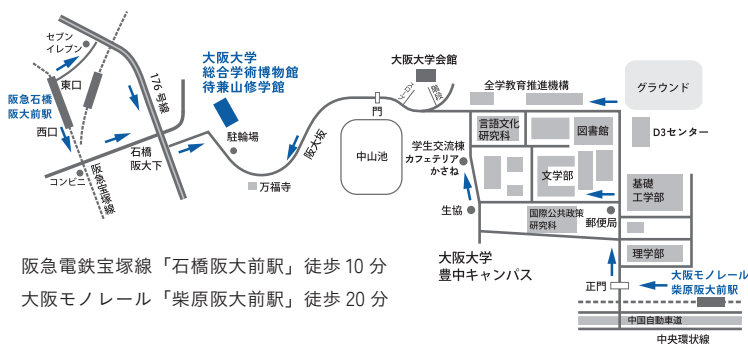 セブン
イレブン
東口
阪急石橋
阪大前駅
西口
コンビニ
阪急宝塚線
176号線
石橋
阪大下
大阪大学
総合学術博物館
待兼山修学館
駐輪場
万福寺
阪大坂
門
中山池
大阪大学会館
全学教育推進機構
グラウンド
言語文化
研究科
図書館
D3センター
学生交流棟
カフェテリア
かさね
文学部
基礎
工学部
生協
国際公共政策
研究科
郵便局
理学部
大阪大学
豊中キャンパス
正門
大阪モノレール
柴原阪大前駅
中国自動車道
中央環状線
阪急電鉄宝塚線「石橋阪大前駅」徒歩10分
大阪モノレール「柴原阪大前駅」徒歩20分